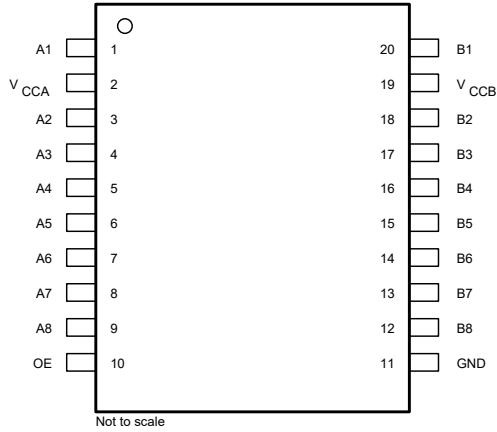 A1 1 20 B1
VCCA 2 19 VCCB
A2 3 18 B2
A3 4 17 B3
A4 5 16 B4
A5 6 15 B5
A6 7 14 B6
A7 8 13 B7
A8 9 12 B8
OE 10 11 GND
Not to scale